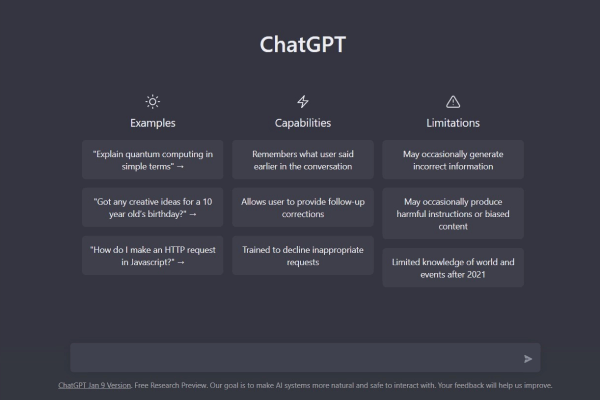 ChatGPT
Examples
Capabilities
Limitations
"Explain quantum computing in
simple terms" →
Remembers what user said
earlier in the conversation
May occasionally generate
incorrect information
"Got any creative ideas for a 10
year old's birthday?" →
Allows user to provide follow-up
corrections
May occasionally produce
harmful instructions or biased
content
"How do I make an HTTP request
in Javascript?" →
Trained to decline inappropriate
requests
Limited knowledge of world and
events after 2021
ChatGPT Jan 9 Version. Free Research Preview. Our goal is to make AI systems more natural and safe to interact with. Your feedback will help us improve.